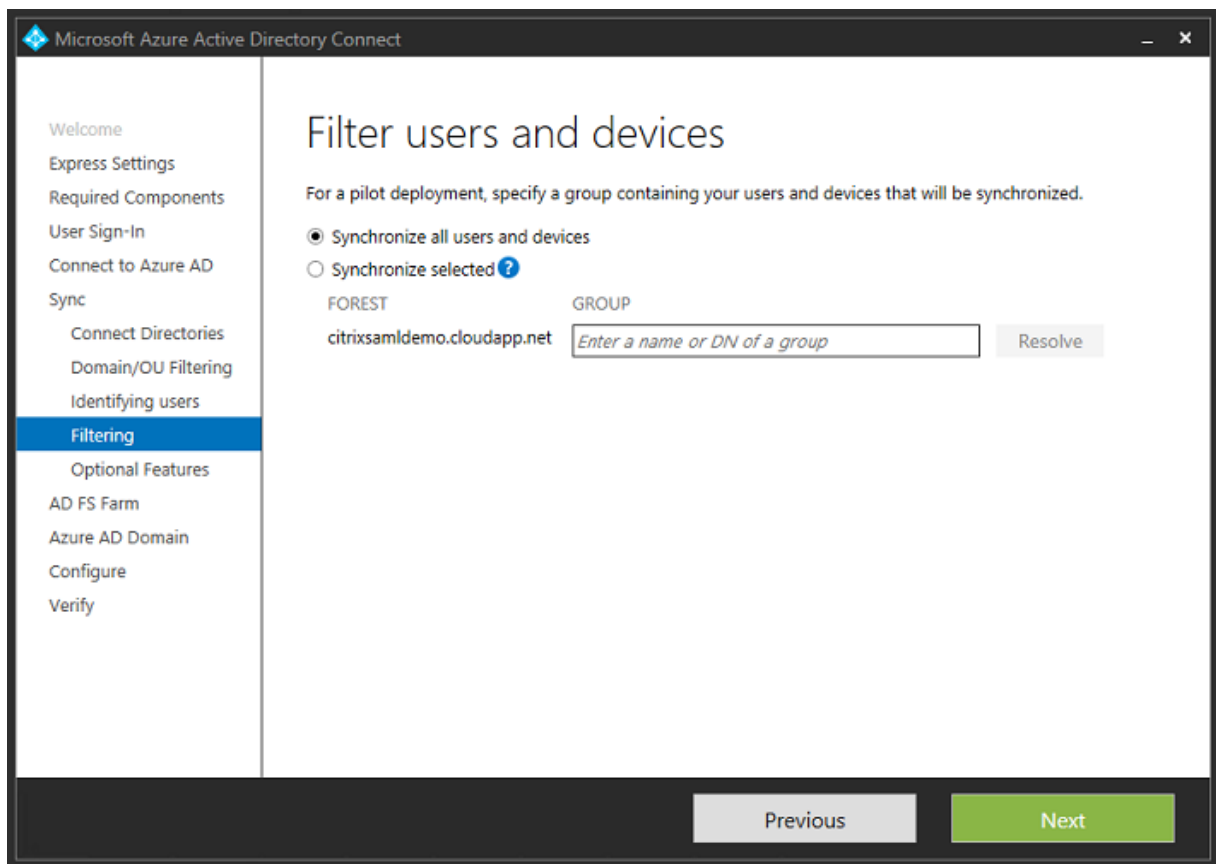 Microsoft Azure Active Directory Connect
Welcome
Express Settings
Required Components
User Sign-In
Connect to Azure AD
Sync
Connect Directories
Domain/OU Filtering
Identifying users
Filtering
Optional Features
AD FS Farm
Azure AD Domain
Configure
Verify
Filter users and devices
For a pilot deployment, specify a group containing your users and devices that will be synchronized.
Synchronize all users and devices
Synchronize selected ?
FOREST GROUP
citrixsamldemo.cloudapp.net Enter a name or DN of a group Resolve
Previous Next